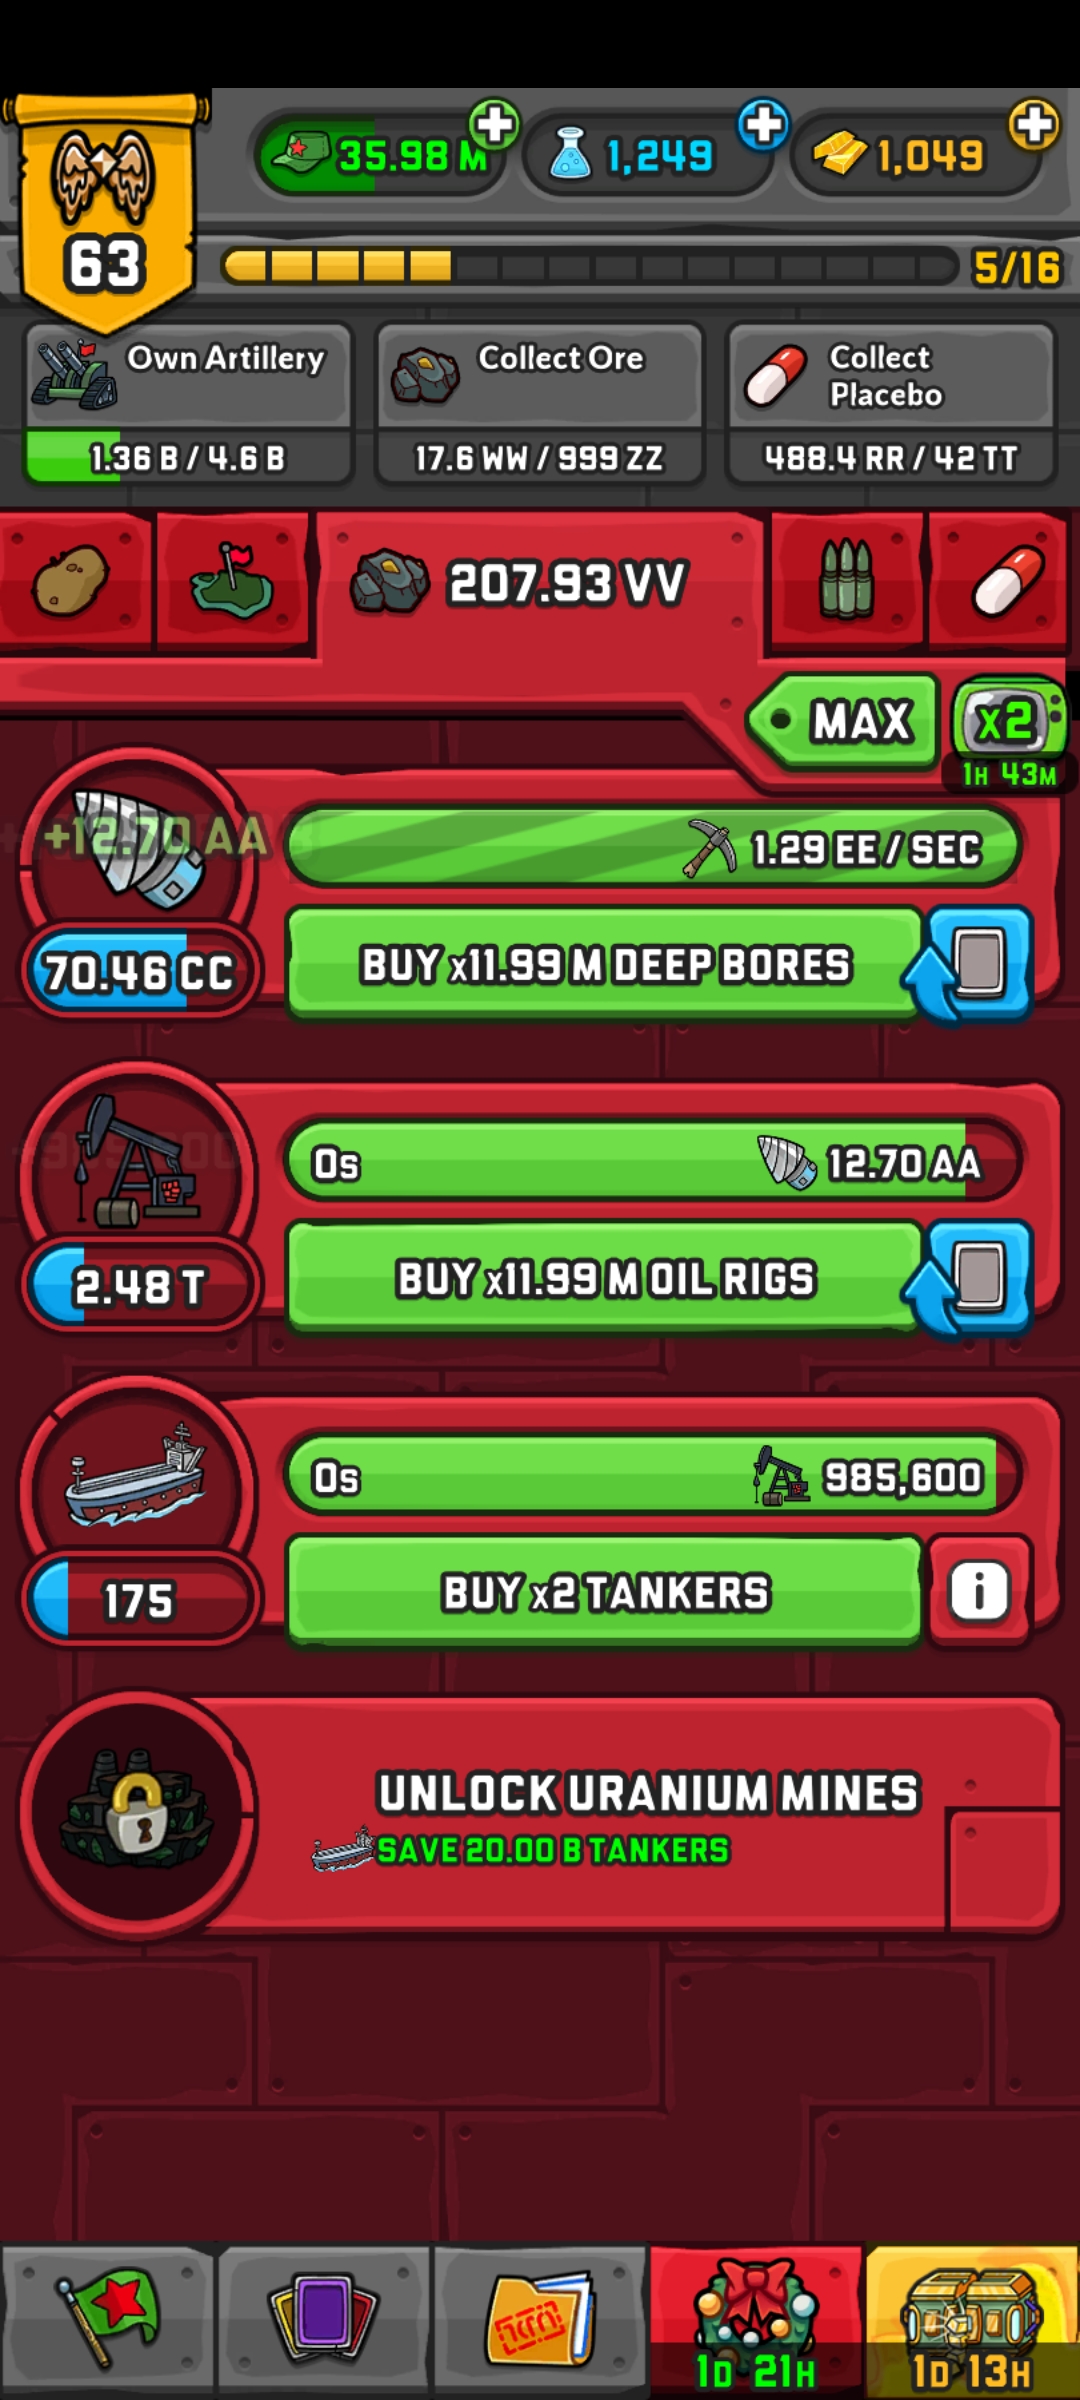 35.98 M
1,249
1,049
63
5/16
Own Artillery
1.36 B / 4.6 B
Collect Ore
17.6 WW / 999 ZZ
Collect
Placebo
488.4 RR / 42 TT
207.93 VV
MAX
x2
1H 43M
+12.70 AA
1.29 EE / SEC
70.46 CC
BUY x11.99 M DEEP BORES
0s
12.70 AA
2.48 T
BUY x11.99 M OIL RIGS
0s
985,600
175
BUY x2 TANKERS
i
UNLOCK URANIUM MINES
SAVE 20.00 B TANKERS
1D 21H
1D 13H